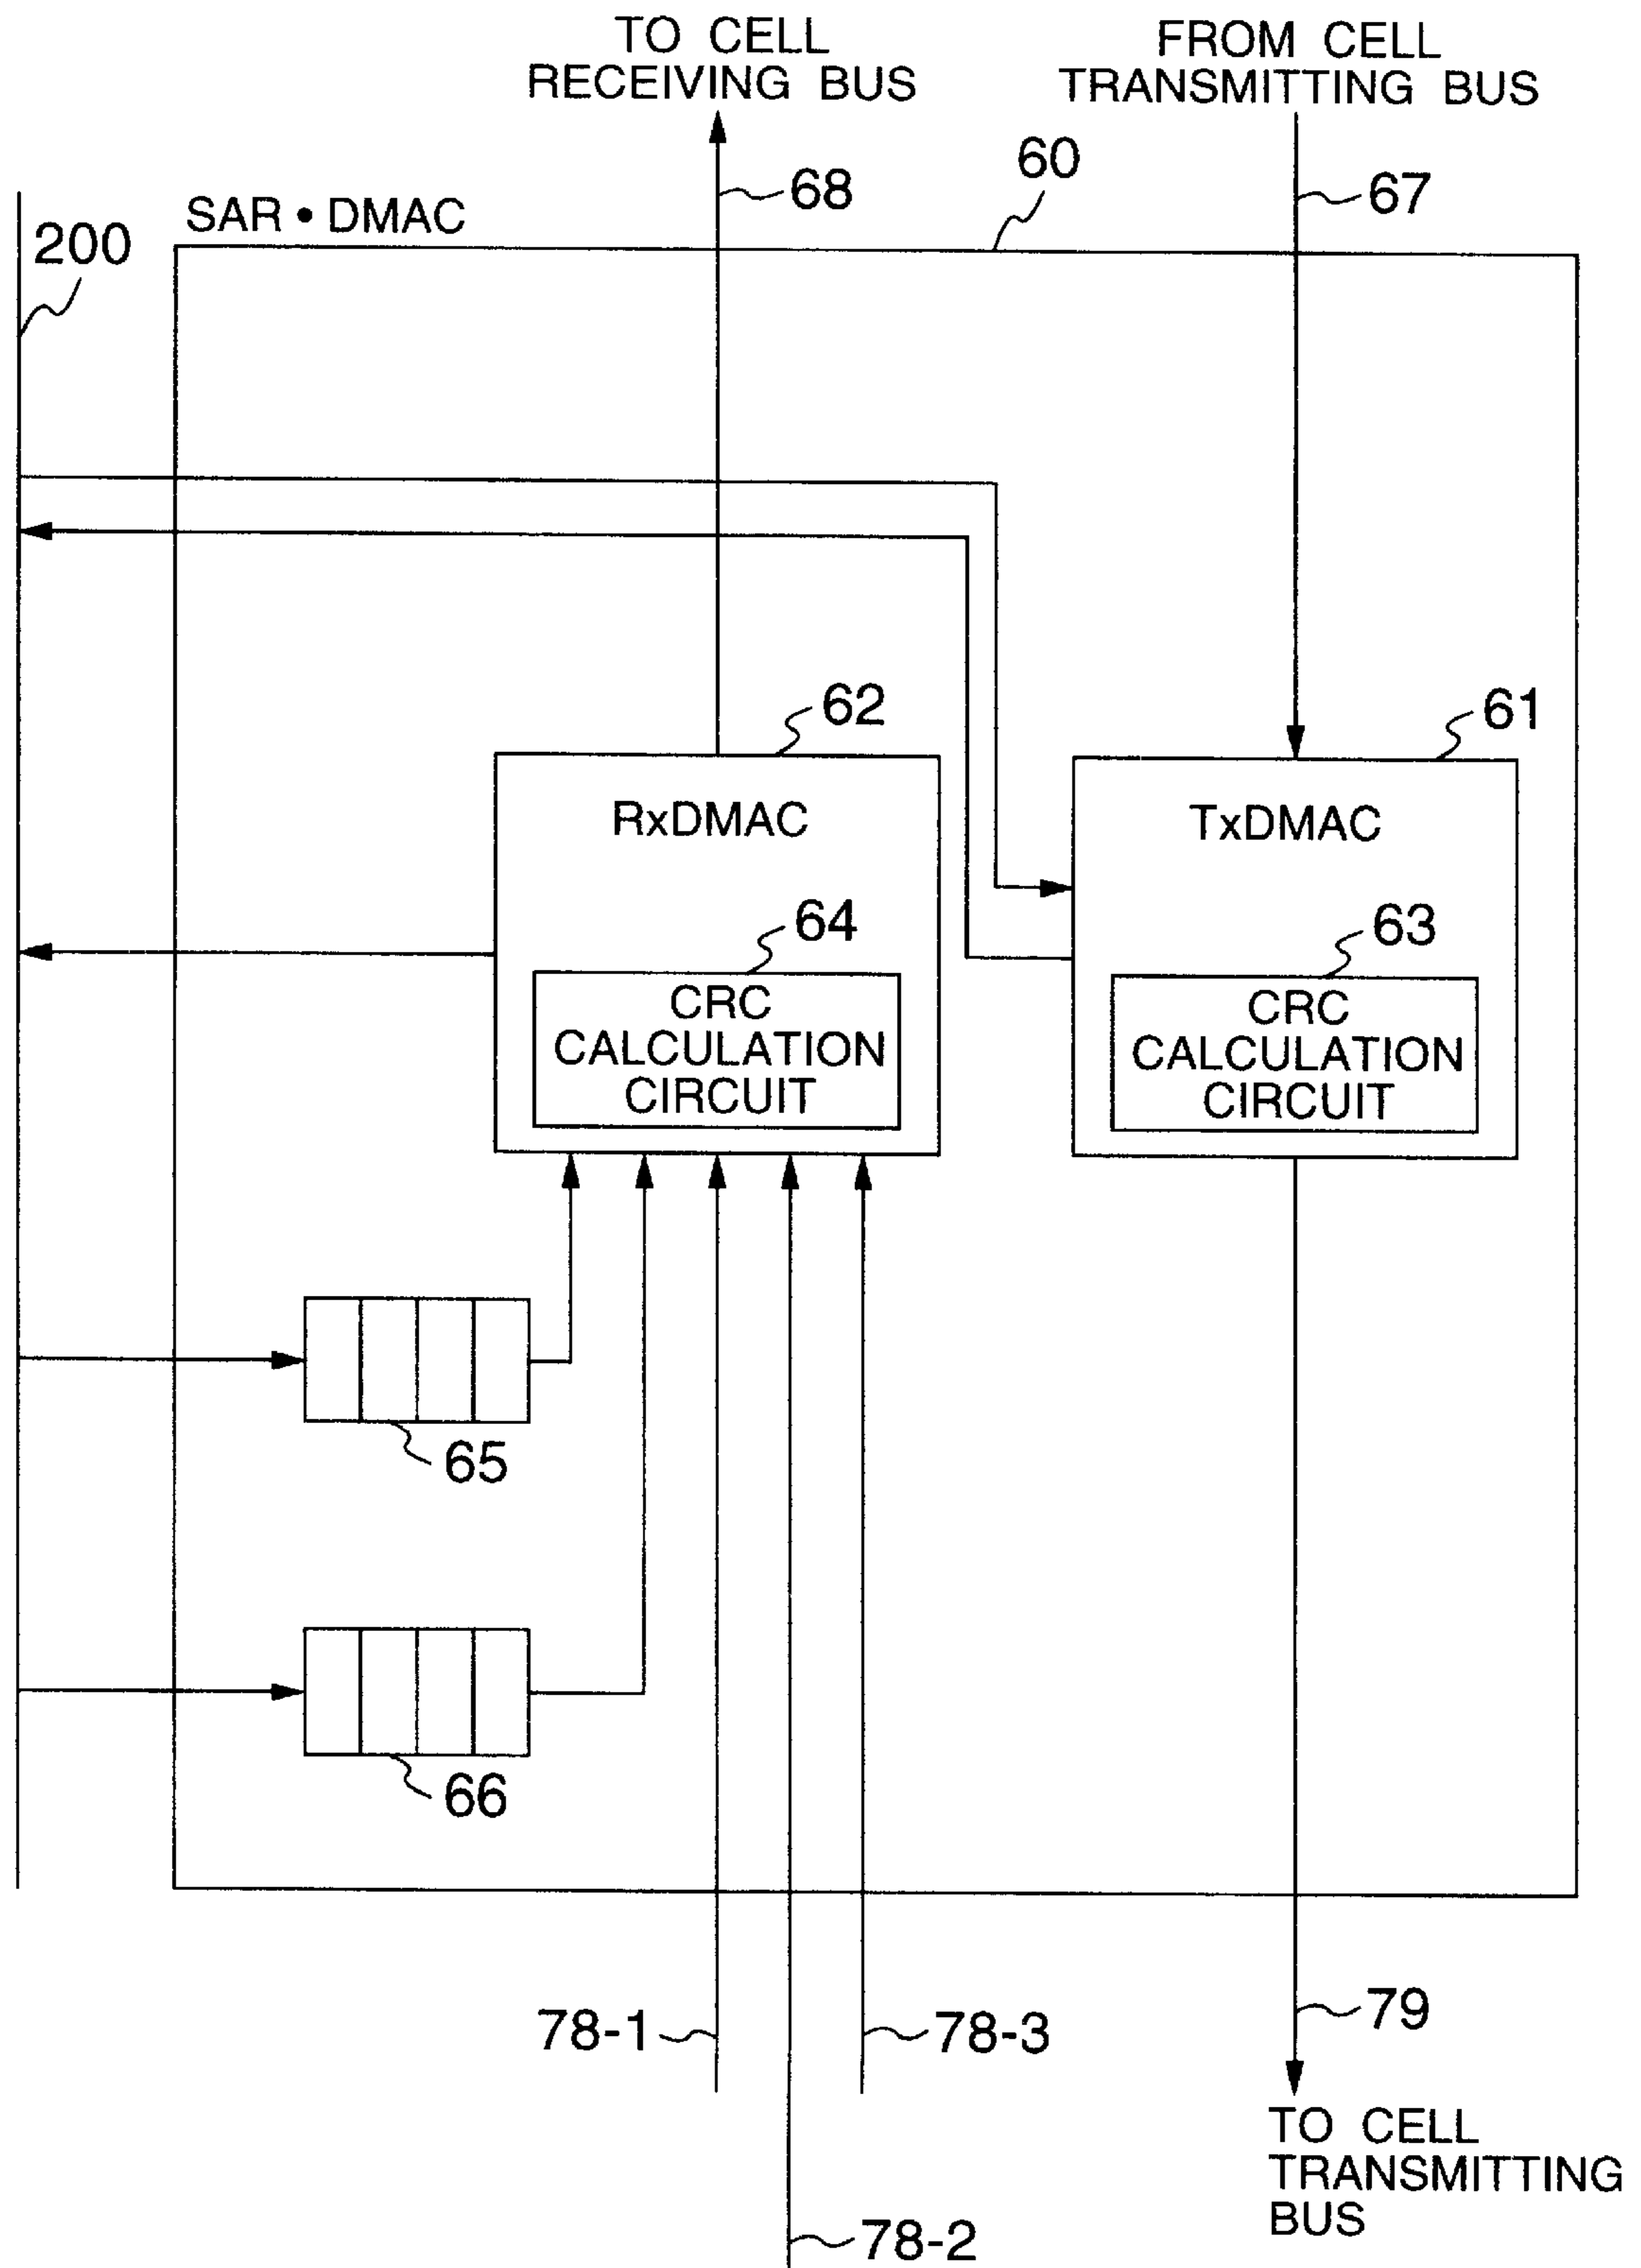 TO CELL
RECEIVING BUS
FROM CELL
TRANSMITTING BUS
60
68
67
SAR • DMAC
200
62
61
RxDMAC
TxDMAC
64
63
CRC
CALCULATION
CIRCUIT
CRC
CALCULATION
CIRCUIT
65
66
78-1
78-3
79
TO CELL
TRANSMITTING
BUS
78-2